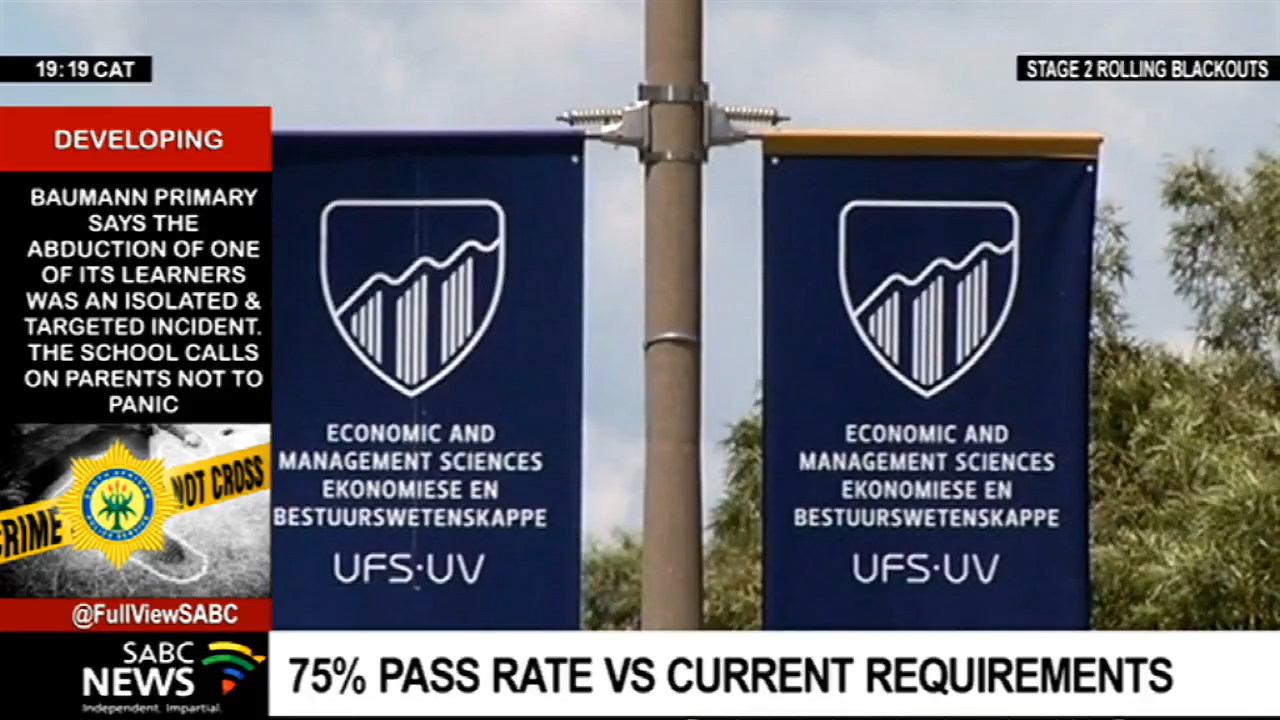 19:19 CAT
STAGE 2 ROLLING BLACKOUTS
DEVELOPING
BAUMANN PRIMARY
SAYS THE
ABDUCTION OF ONE
OF ITS LEARNERS
WAS AN ISOLATED &
TARGETED INCIDENT.
THE SCHOOL CALLS
ON PARENTS NOT TO
PANIC
CRIME
NOT CROSS
@FullViewSABC
ECONOMIC AND
MANAGEMENT SCIENCES
EKONOMIESE EN
BESTUURSWETENSKAPPE
UFS·UV
ECONOMIC AND
MANAGEMENT SCIENCES
EKONOMIESE EN
BESTUURSWETENSKAPPE
UFS·UV
SABC
NEWS
Independent. Impartial.
75% PASS RATE VS CURRENT REQUIREMENTS